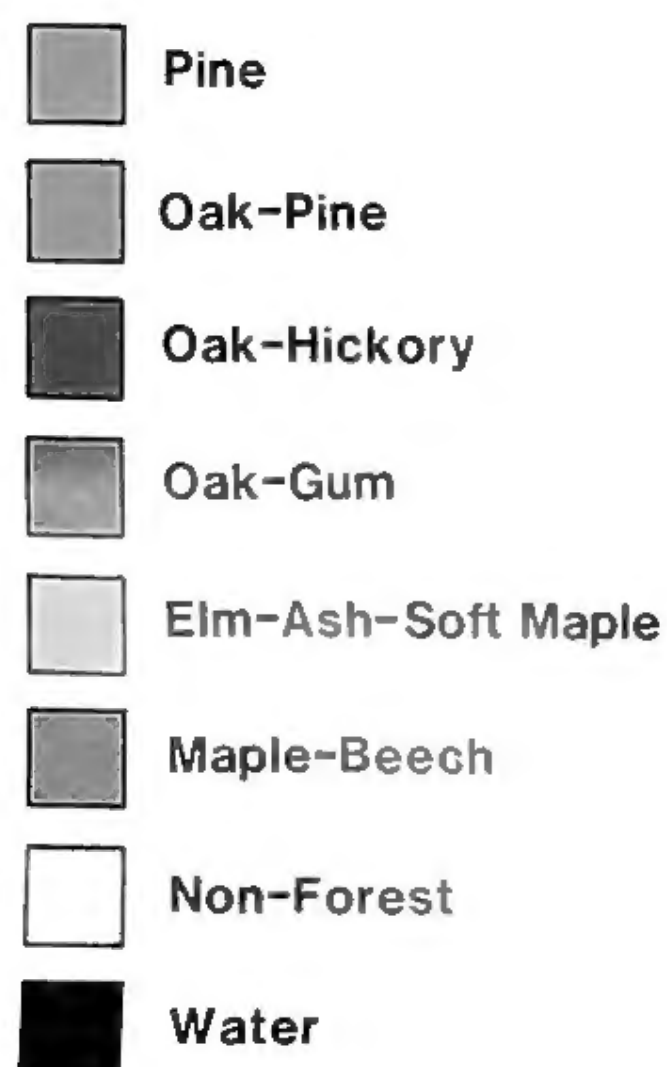 Pine
Oak-Pine
Oak-Hickory
Oak-Gum
Elm-Ash-Soft Maple
Maple-Beech
Non-Forest
Water